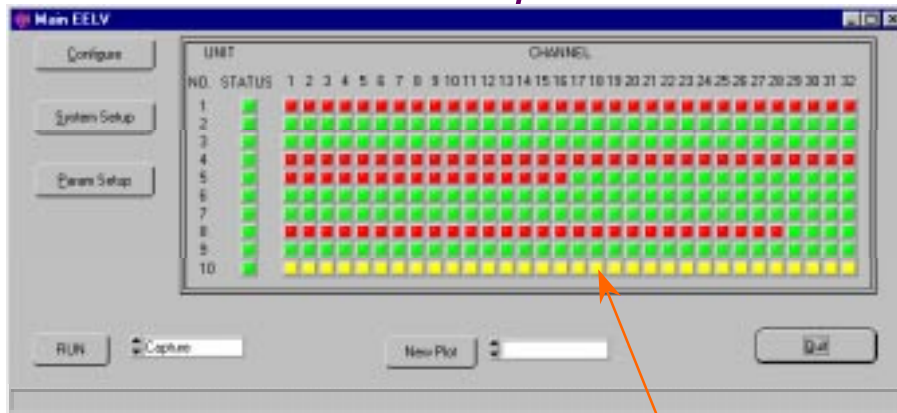 Main EELV
Configure
UNIT CHANNEL
NO. STATUS 1 2 3 4 5 6 7 8 9 10 11 12 13 14 15 16 17 18 19 20 21 22 23 24 25 26 27 28 29 30 31 32
1
2
System Setup
3
4
5
Param Setup
6
7
8
9
10
RUN Capture New Plot Quit